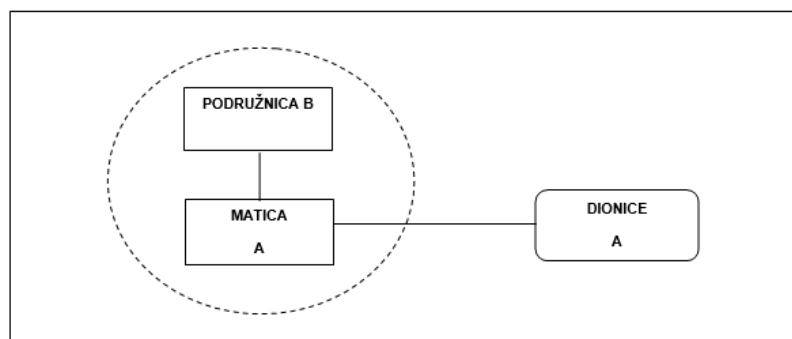 PODRUŽNICA B
MATICA
A
DIONICE
A